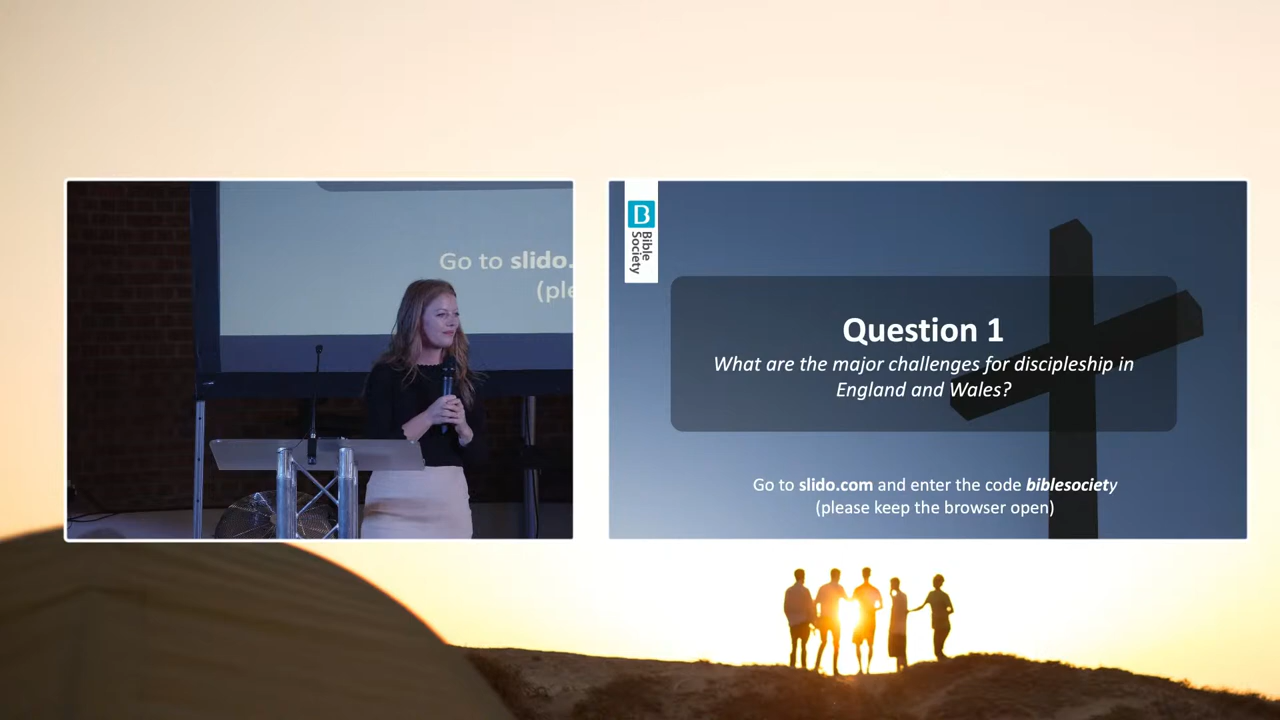 Go to slido.
(ple
B
Bible
Society
Question 1
What are the major challenges for discipleship in
England and Wales?
Go to slido.com and enter the code biblesociety
(please keep the browser open)